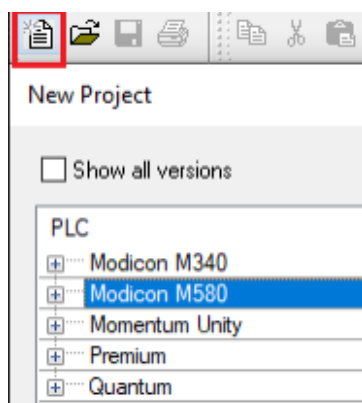 New Project
Show all versions
PLC
Modicon M340
Modicon M580
Momentum Unity
Premium
Quantum